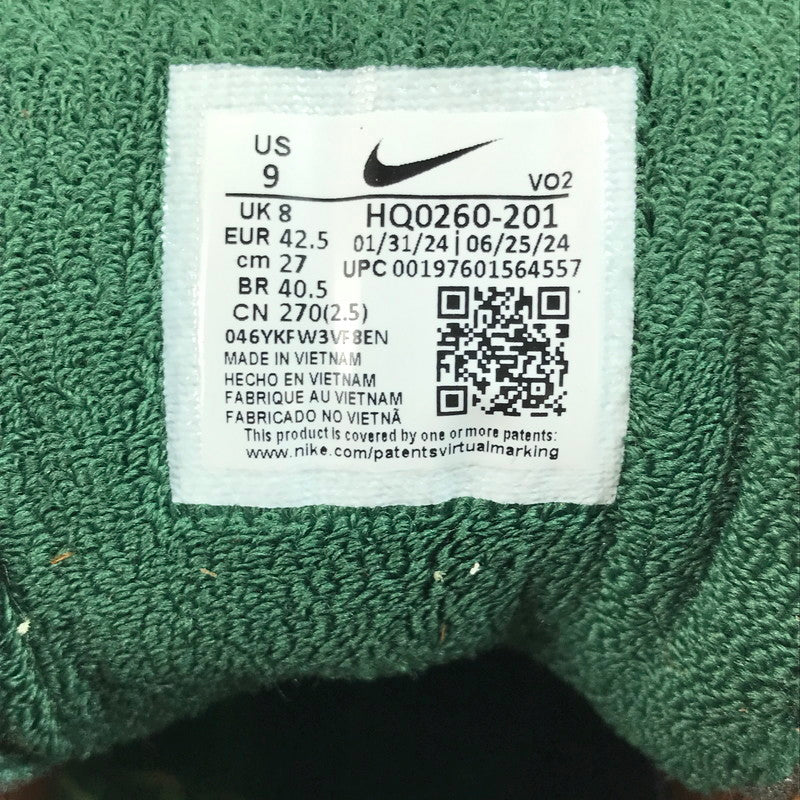 US
9
VO2
UK 8
HQ0260-201
EUR 42.5
01/31/24 | 06/25/24
cm 27
UPC 00197601564557
BR 40.5
CN 270(2.5)
046YKFW3VF8EN
MADE IN VIETNAM
HECHO EN VIETNAM
FABRIQUE AU VIETNAM
FABRICADO NO VIETNÃ
This product is covered by one or more patents:
www.nike.com/patentsvirtualmarking